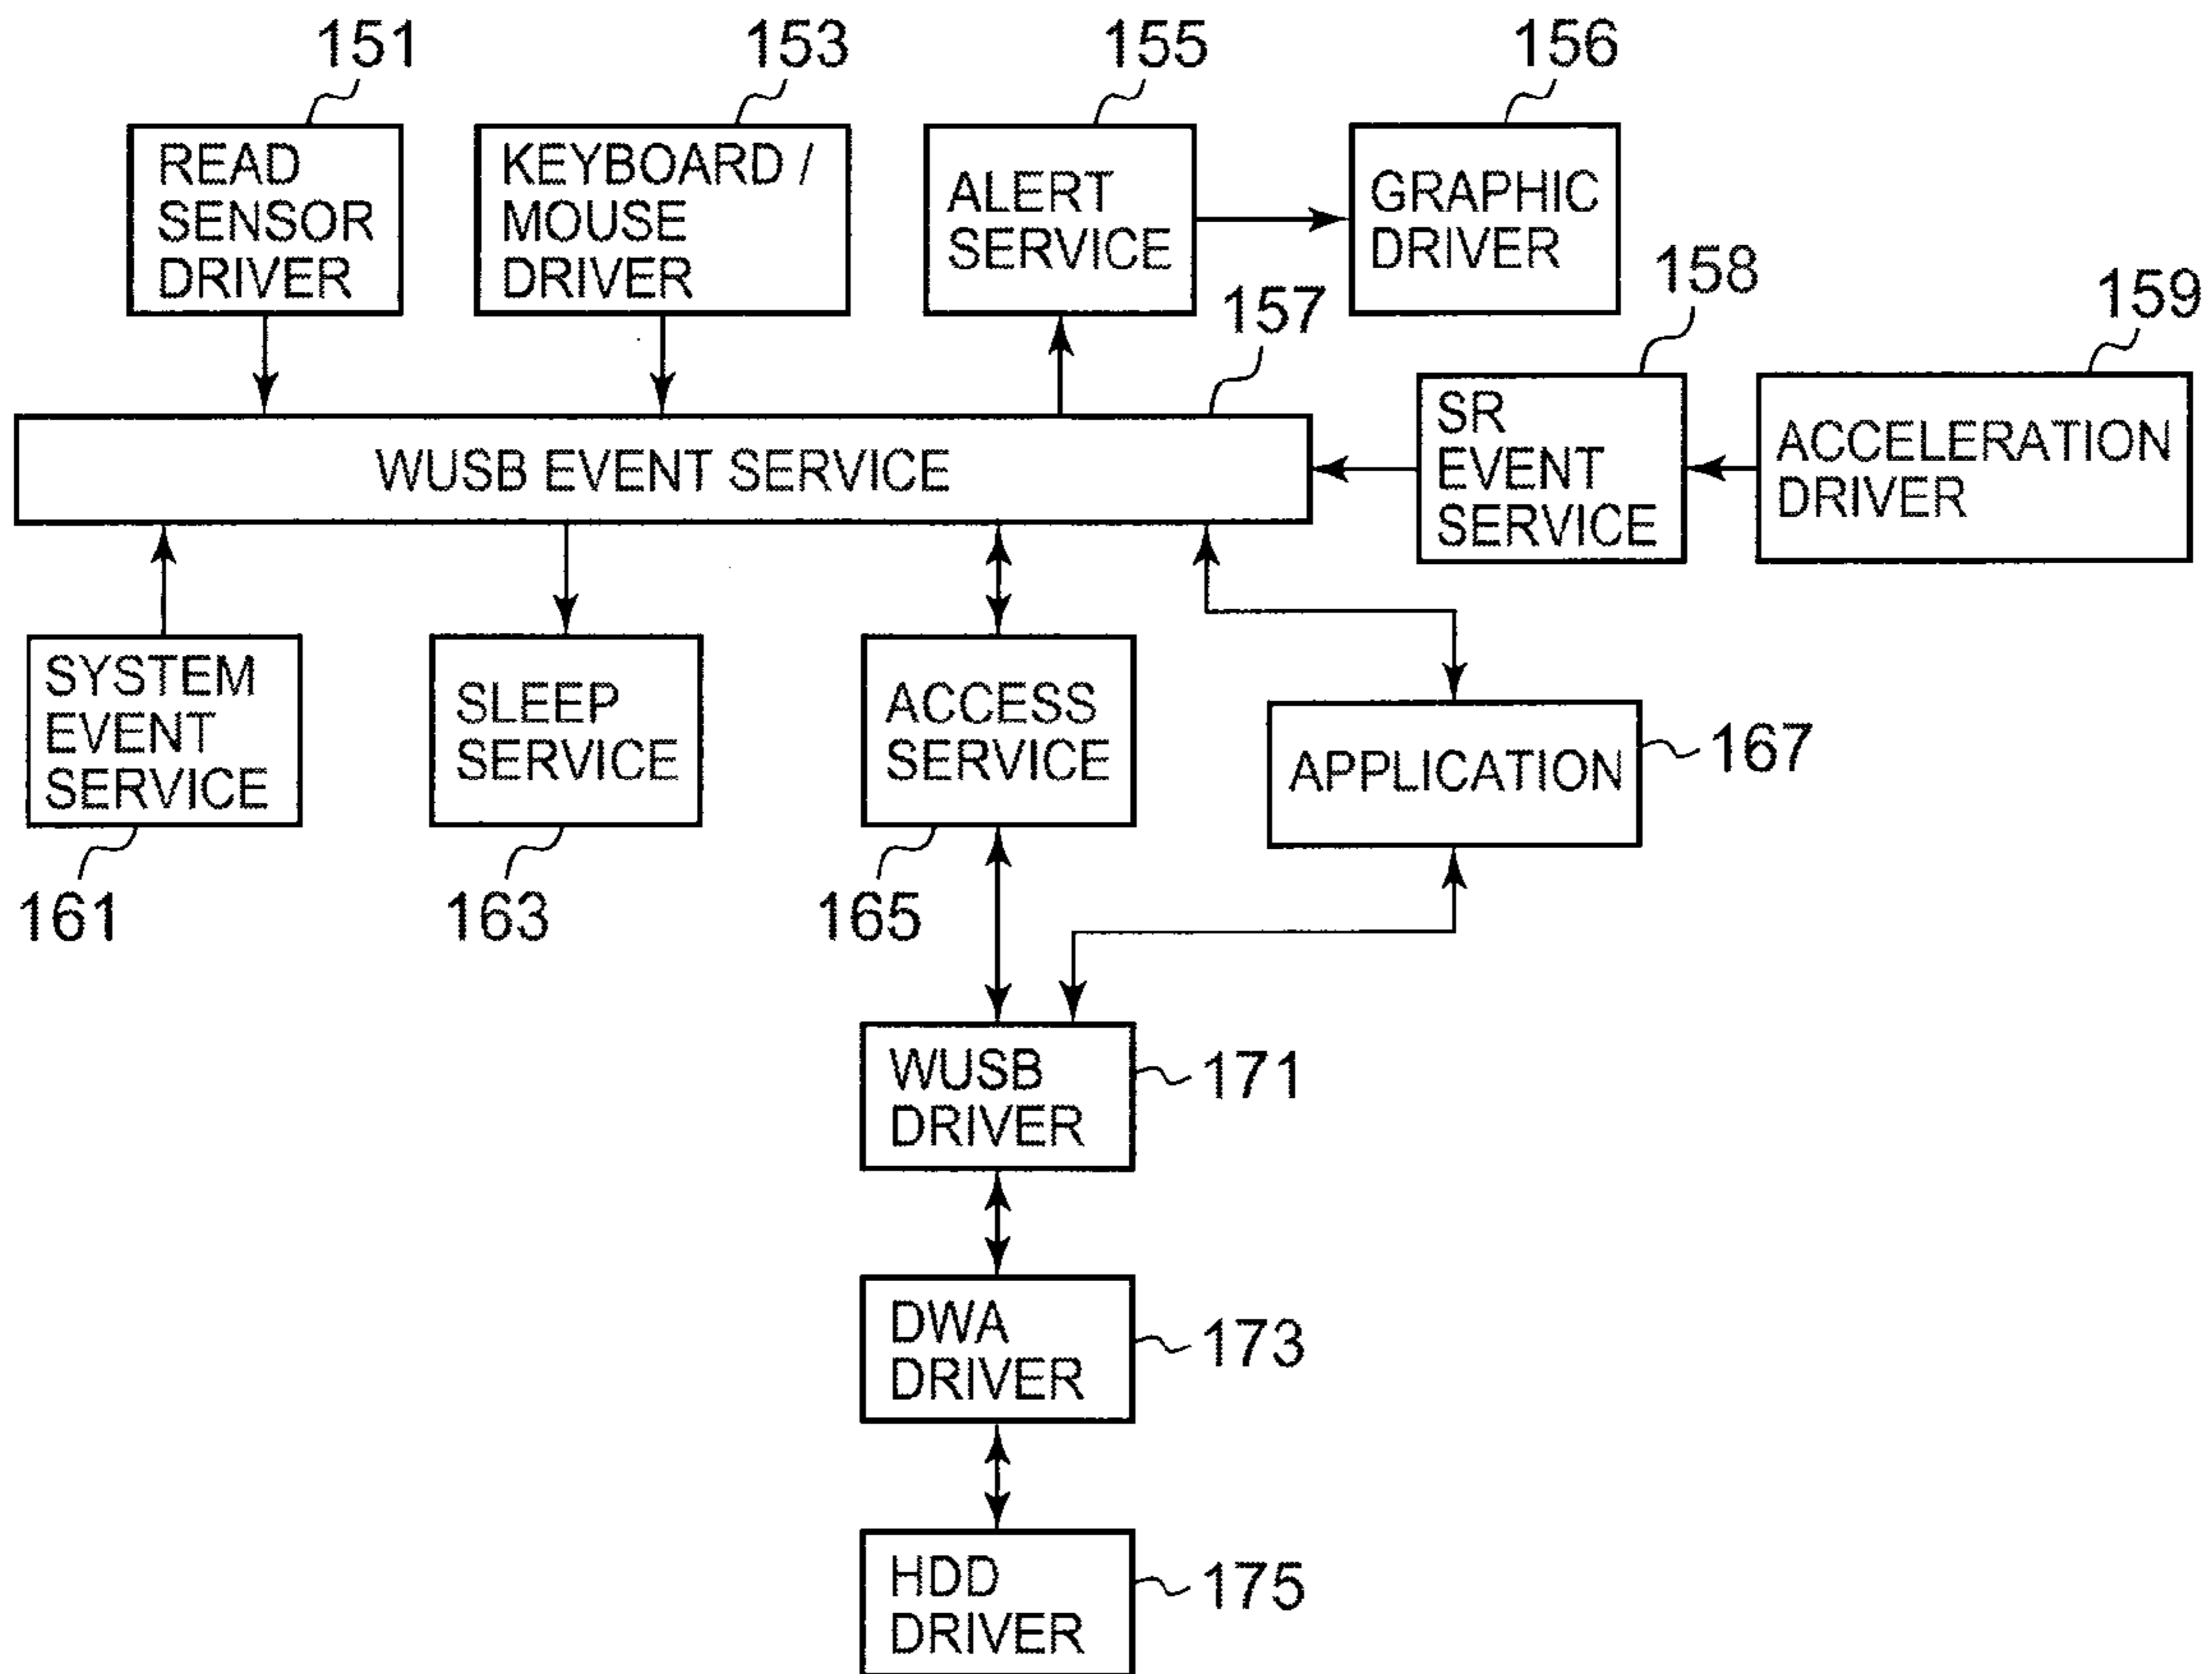 151
153
155
156
READ
SENSOR
DRIVER
KEYBOARD /
MOUSE
DRIVER
ALERT
SERVICE
GRAPHIC
DRIVER
157
158
159
WUSB EVENT SERVICE
SR
EVENT
SERVICE
ACCELERATION
DRIVER
SYSTEM
EVENT
SERVICE
SLEEP
SERVICE
ACCESS
SERVICE
APPLICATION
167
161
163
165
WUSB
DRIVER
171
DWA
DRIVER
173
HDD
DRIVER
175